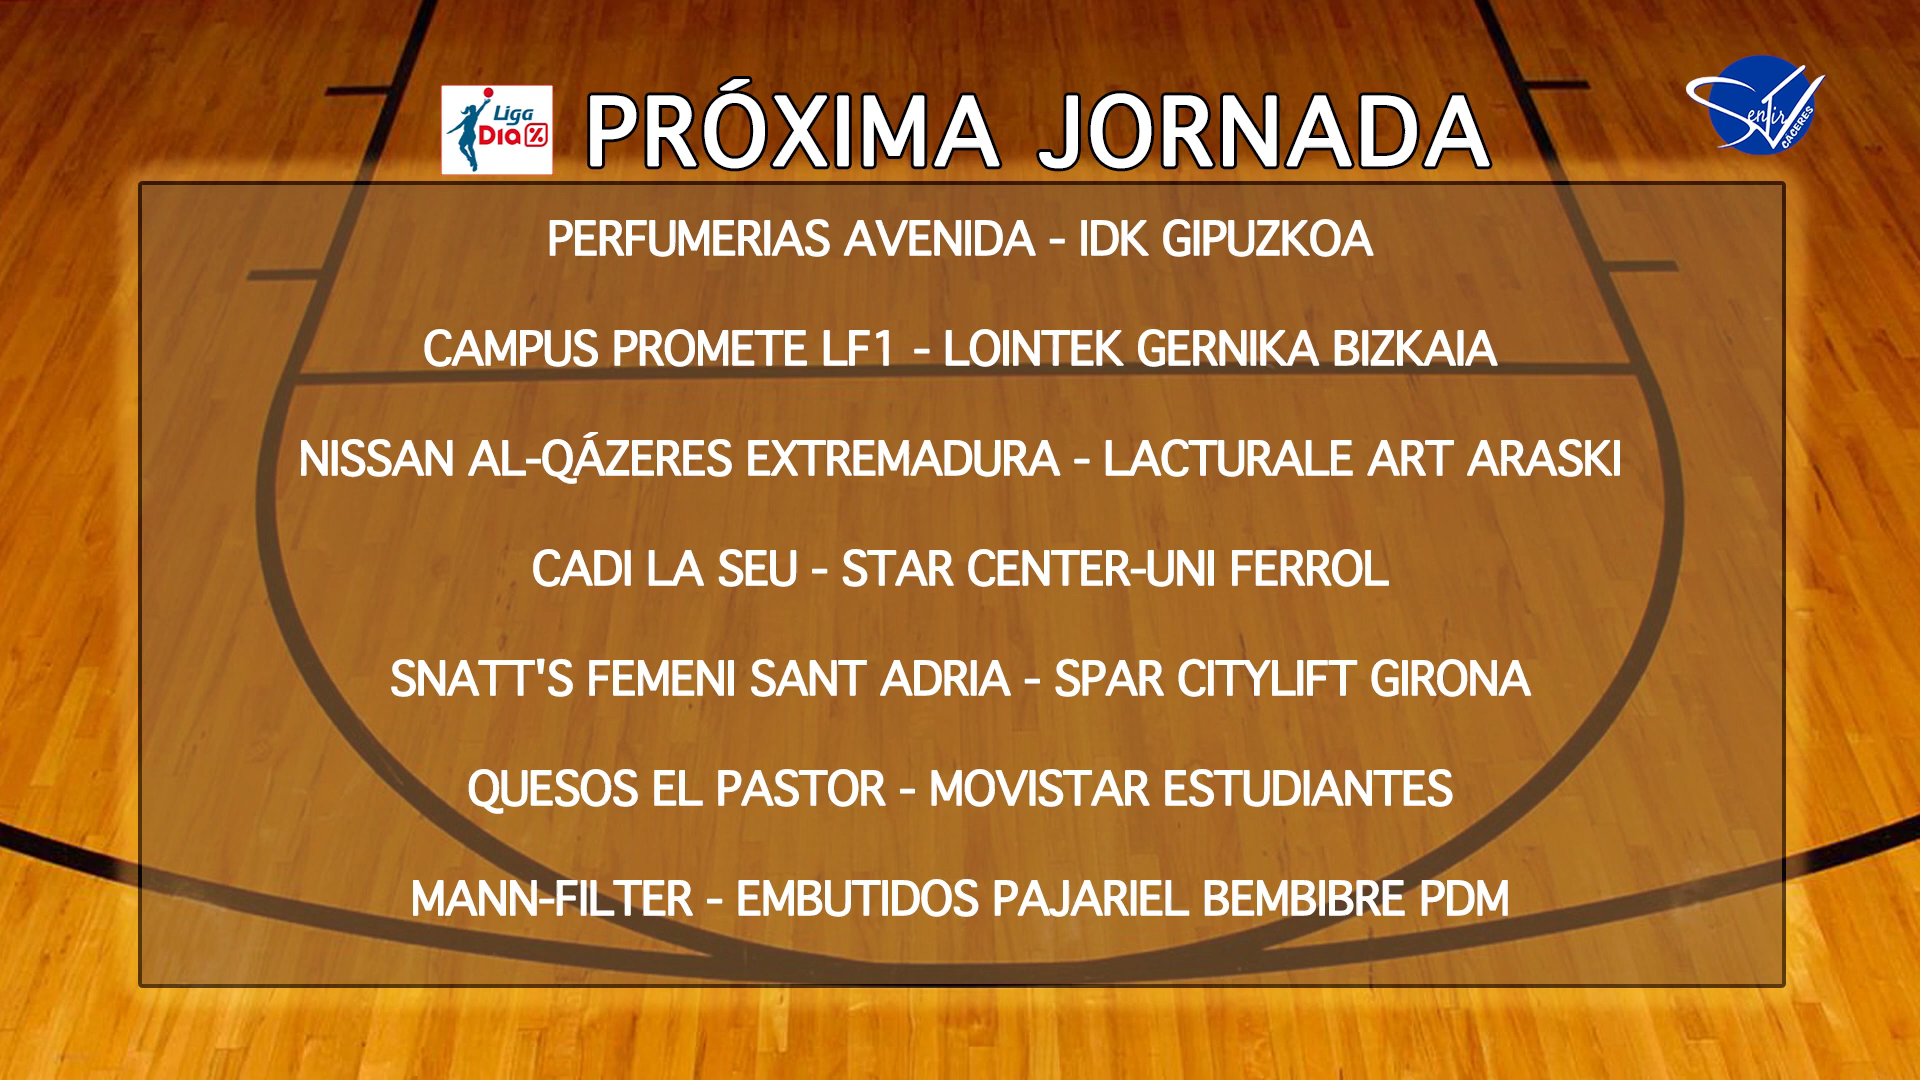 Liga
Dia %
PRÓXIMA JORNADA
Sentir
CÁCERES
PERFUMERIAS AVENIDA - IDK GIPUZKOA
CAMPUS PROMETE LF1 - LOINTEK GERNIKA BIZKAIA
NISSAN AL-QÁZERES EXTREMADURA - LACTURALE ART ARASKI
CADI LA SEU - STAR CENTER-UNI FERROL
SNATT'S FEMENI SANT ADRIA - SPAR CITYLIFT GIRONA
QUESOS EL PASTOR - MOVISTAR ESTUDIANTES
MANN-FILTER - EMBUTIDOS PAJARIEL BEMBIBRE PDM